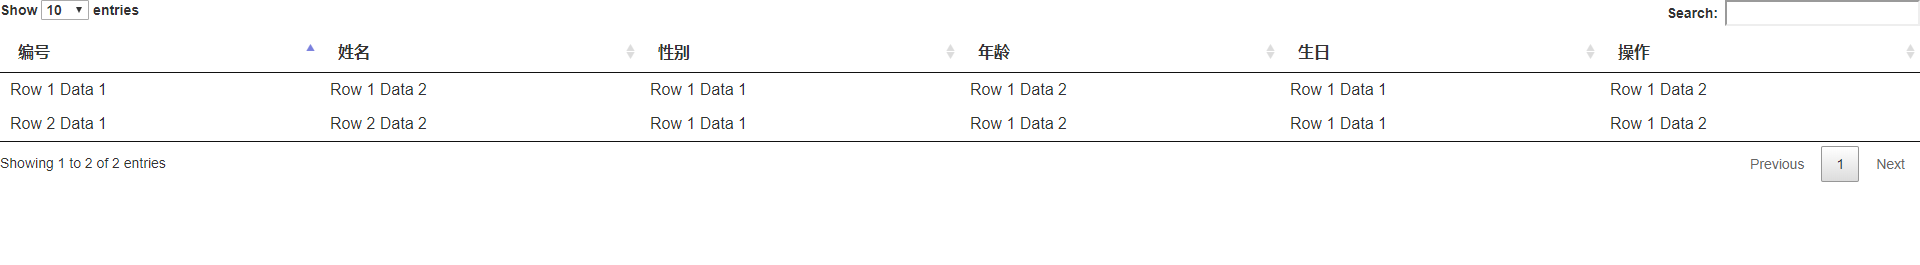 Show 10 entries Search:
编号 姓名 性别 年龄 生日 操作
Row 1 Data 1 Row 1 Data 2 Row 1 Data 1 Row 1 Data 2 Row 1 Data 1 Row 1 Data 2
Row 2 Data 1 Row 2 Data 2 Row 1 Data 1 Row 1 Data 2 Row 1 Data 1 Row 1 Data 2
Showing 1 to 2 of 2 entries Previous 1 Next